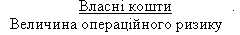 Власні кошти .
Величина операційного ризику